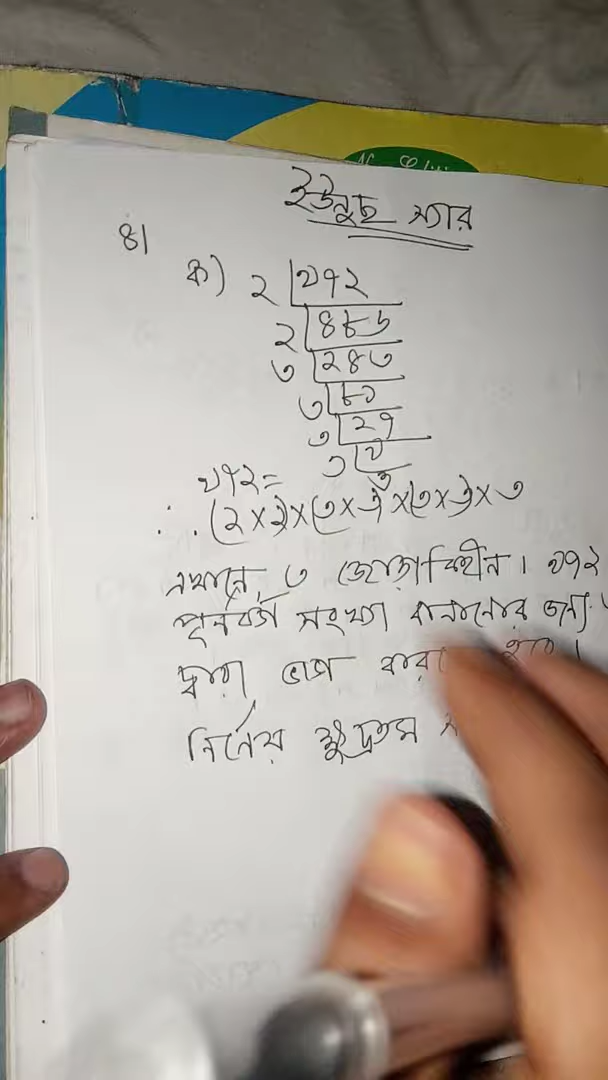 ইউনুছ স্যার
৪।
ক) ২ ৯৭২
২ ৪৮৬
৩ ২৪৩
৩ ৮১
৩ ২৭
৩ ৯
৩
৯৭২=
∴ (২×২)×(৩×৩)×(৩×৩)×৩
এখানে, ৩ জোড়াবিহীন। ৯৭২
পূর্নবর্গ সংখ্যা বানানোর জন্য
দ্বারা ভাগ করতে হবে।
নির্নেয় ক্ষুদ্রতম